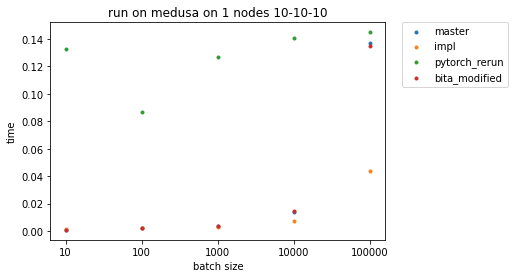 run on medusa on 1 nodes 10-10-10
0.14
0.12
0.10
0.08
0.06
0.04
0.02
0.00
time
10 100 1000 10000 100000
batch size
master
impl
pytorch_rerun
bita_modified